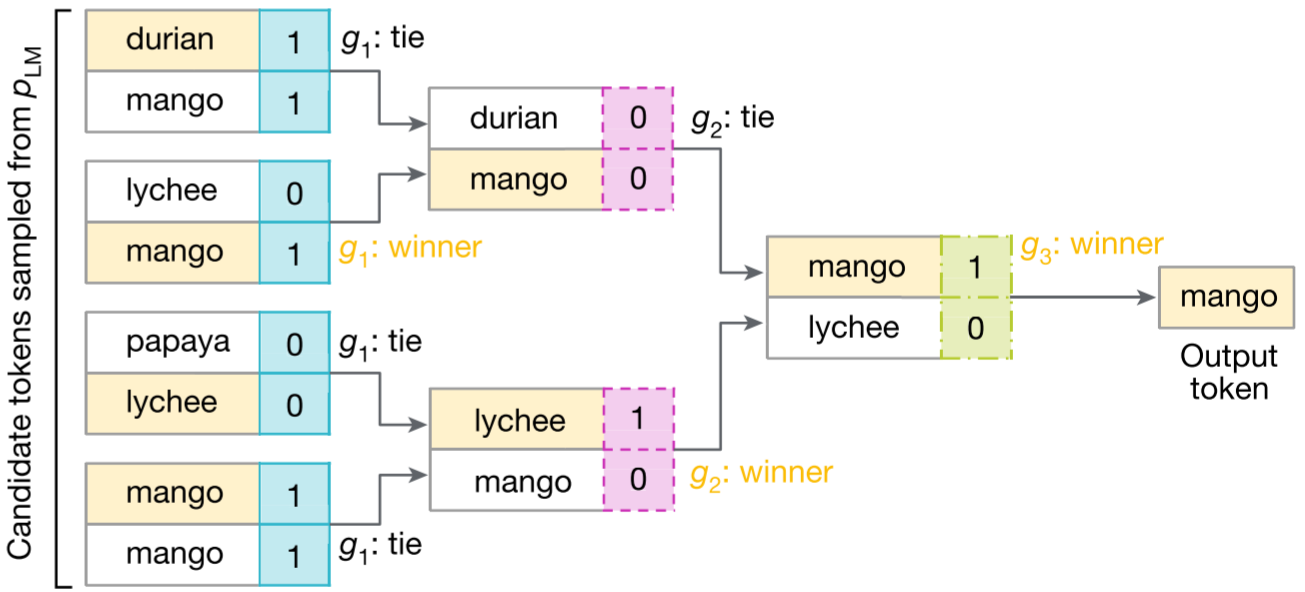 Candidate tokens sampled from pLM
durian 1 g1: tie
mango 1
lychee 0
mango 1 g1: winner
papaya 0 g1: tie
lychee 0
mango 1
mango 1 g1: tie
durian 0 g2: tie
mango 0
lychee 1
mango 0 g2: winner
mango 1 g3: winner
lychee 0
mango
Output
token